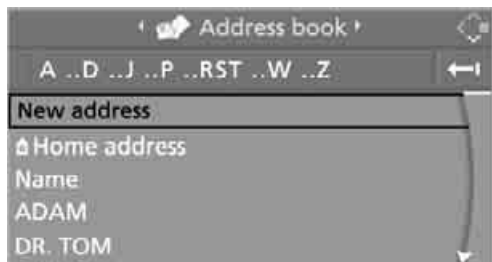 Address book
A ..D ..J ..P ..RST ..W ..Z
New address
Home address
Name
ADAM
DR. TOM